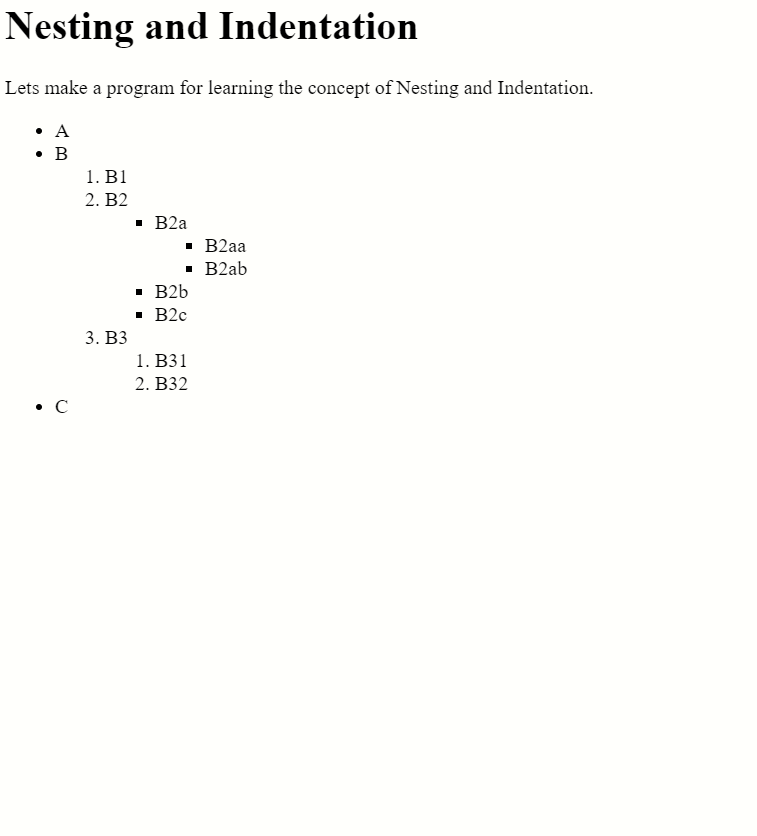 Nesting and Indentation
Lets make a program for learning the concept of Nesting and Indentation.
• A
• B
1. B1
2. B2
▪ B2a
▪ B2aa
▪ B2ab
▪ B2b
▪ B2c
3. B3
1. B31
2. B32
• C